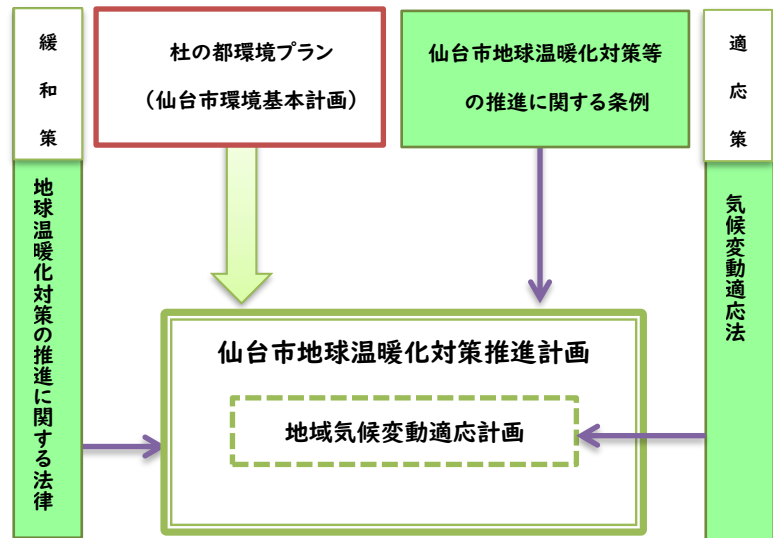 緩和策
地球温暖化対策の推進に関する法律
杜の都環境プラン
（仙台市環境基本計画）
仙台市地球温暖化対策等
の推進に関する条例
適応策
気候変動適応法
仙台市地球温暖化対策推進計画
地域気候変動適応計画